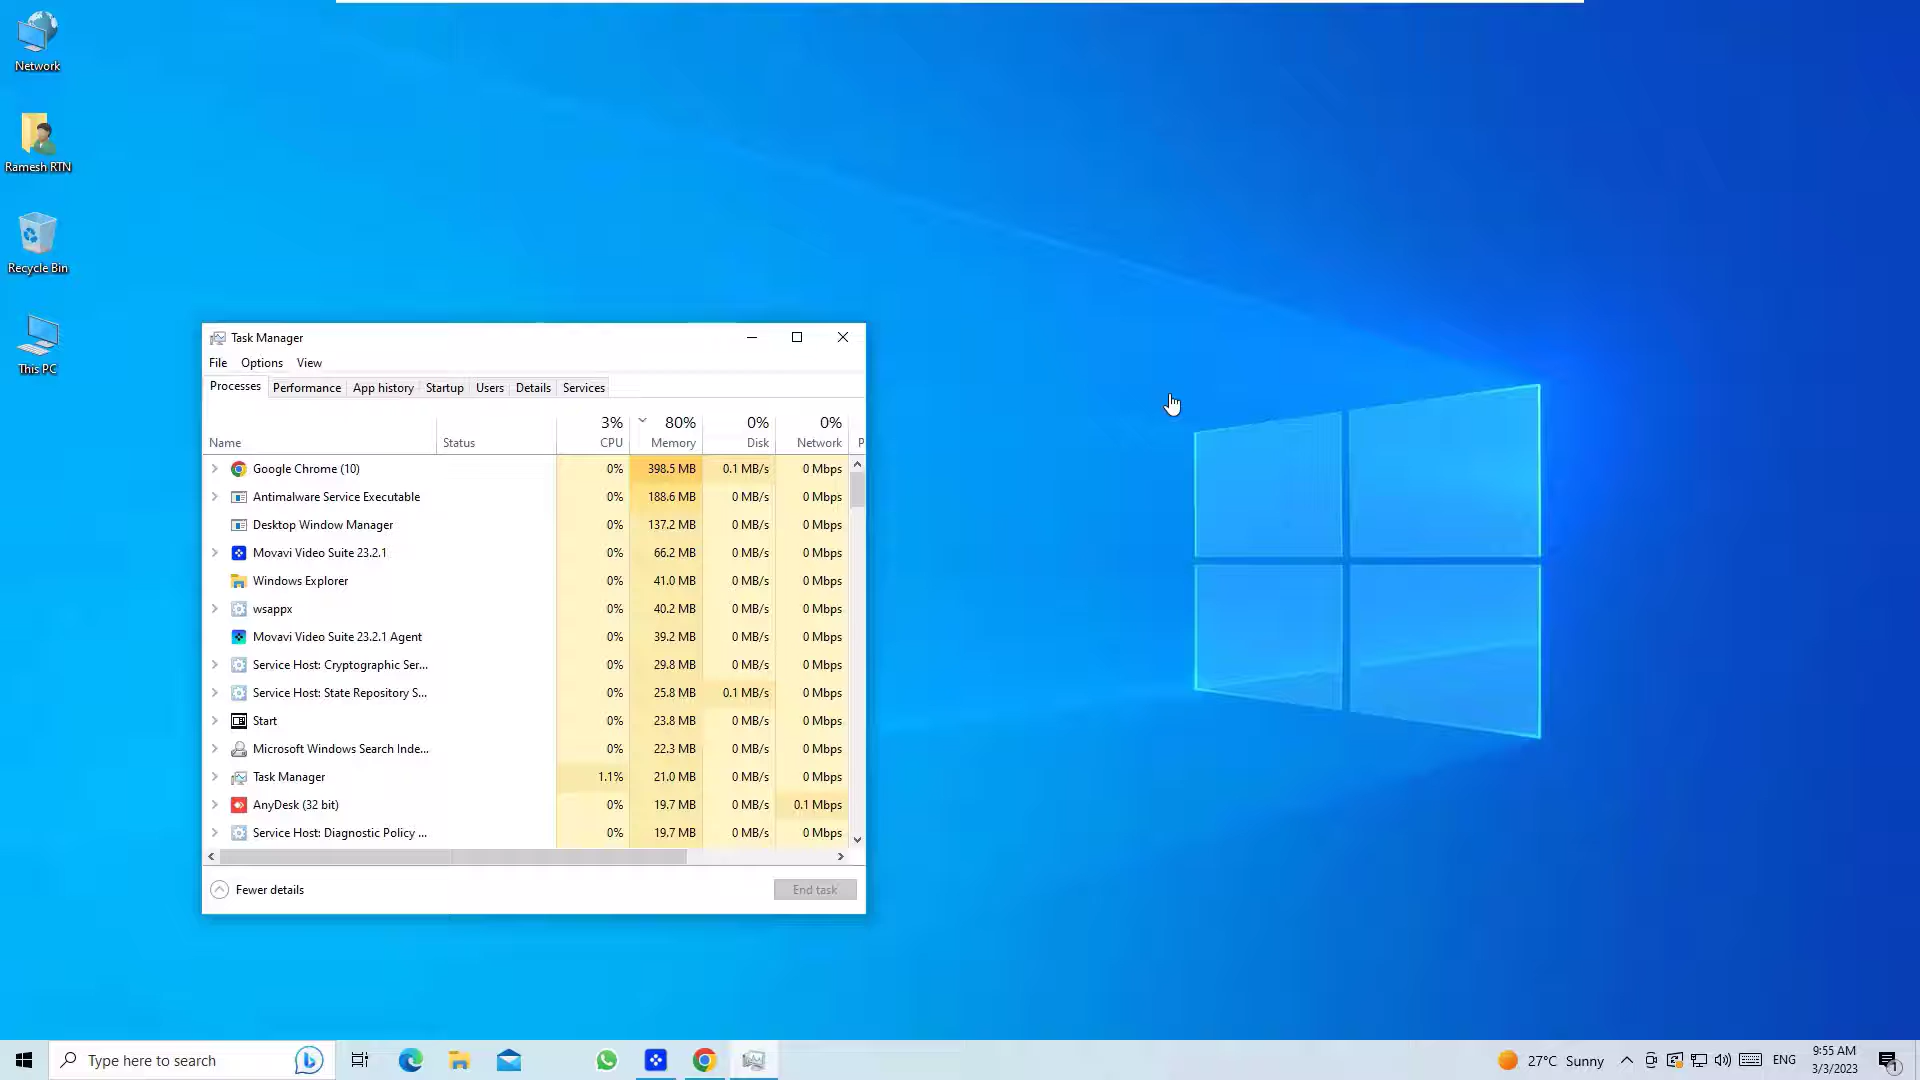 Network
Ramesh RTN
Recycle Bin
This PC
Task Manager
File Options View
Processes Performance App history Startup Users Details Services
3% 80% 0% 0%
Name Status CPU Memory Disk Network P
Google Chrome (10) 0% 398.5 MB 0.1 MB/s 0 Mbps
Antimalware Service Executable 0% 188.6 MB 0 MB/s 0 Mbps
Desktop Window Manager 0% 137.2 MB 0 MB/s 0 Mbps
Movavi Video Suite 23.2.1 0% 66.2 MB 0 MB/s 0 Mbps
Windows Explorer 0% 41.0 MB 0 MB/s 0 Mbps
wsappx 0% 40.2 MB 0 MB/s 0 Mbps
Movavi Video Suite 23.2.1 Agent 0% 39.2 MB 0 MB/s 0 Mbps
Service Host: Cryptographic Ser... 0% 29.8 MB 0 MB/s 0 Mbps
Service Host: State Repository S... 0% 25.8 MB 0.1 MB/s 0 Mbps
Start 0% 23.8 MB 0 MB/s 0 Mbps
Microsoft Windows Search Inde... 0% 22.3 MB 0 MB/s 0 Mbps
Task Manager 1.1% 21.0 MB 0 MB/s 0 Mbps
AnyDesk (32 bit) 0% 19.7 MB 0 MB/s 0.1 Mbps
Service Host: Diagnostic Policy ... 0% 19.7 MB 0 MB/s 0 Mbps
Fewer details End task
Type here to search
27°C Sunny ENG
9:55 AM
3/3/2023
1